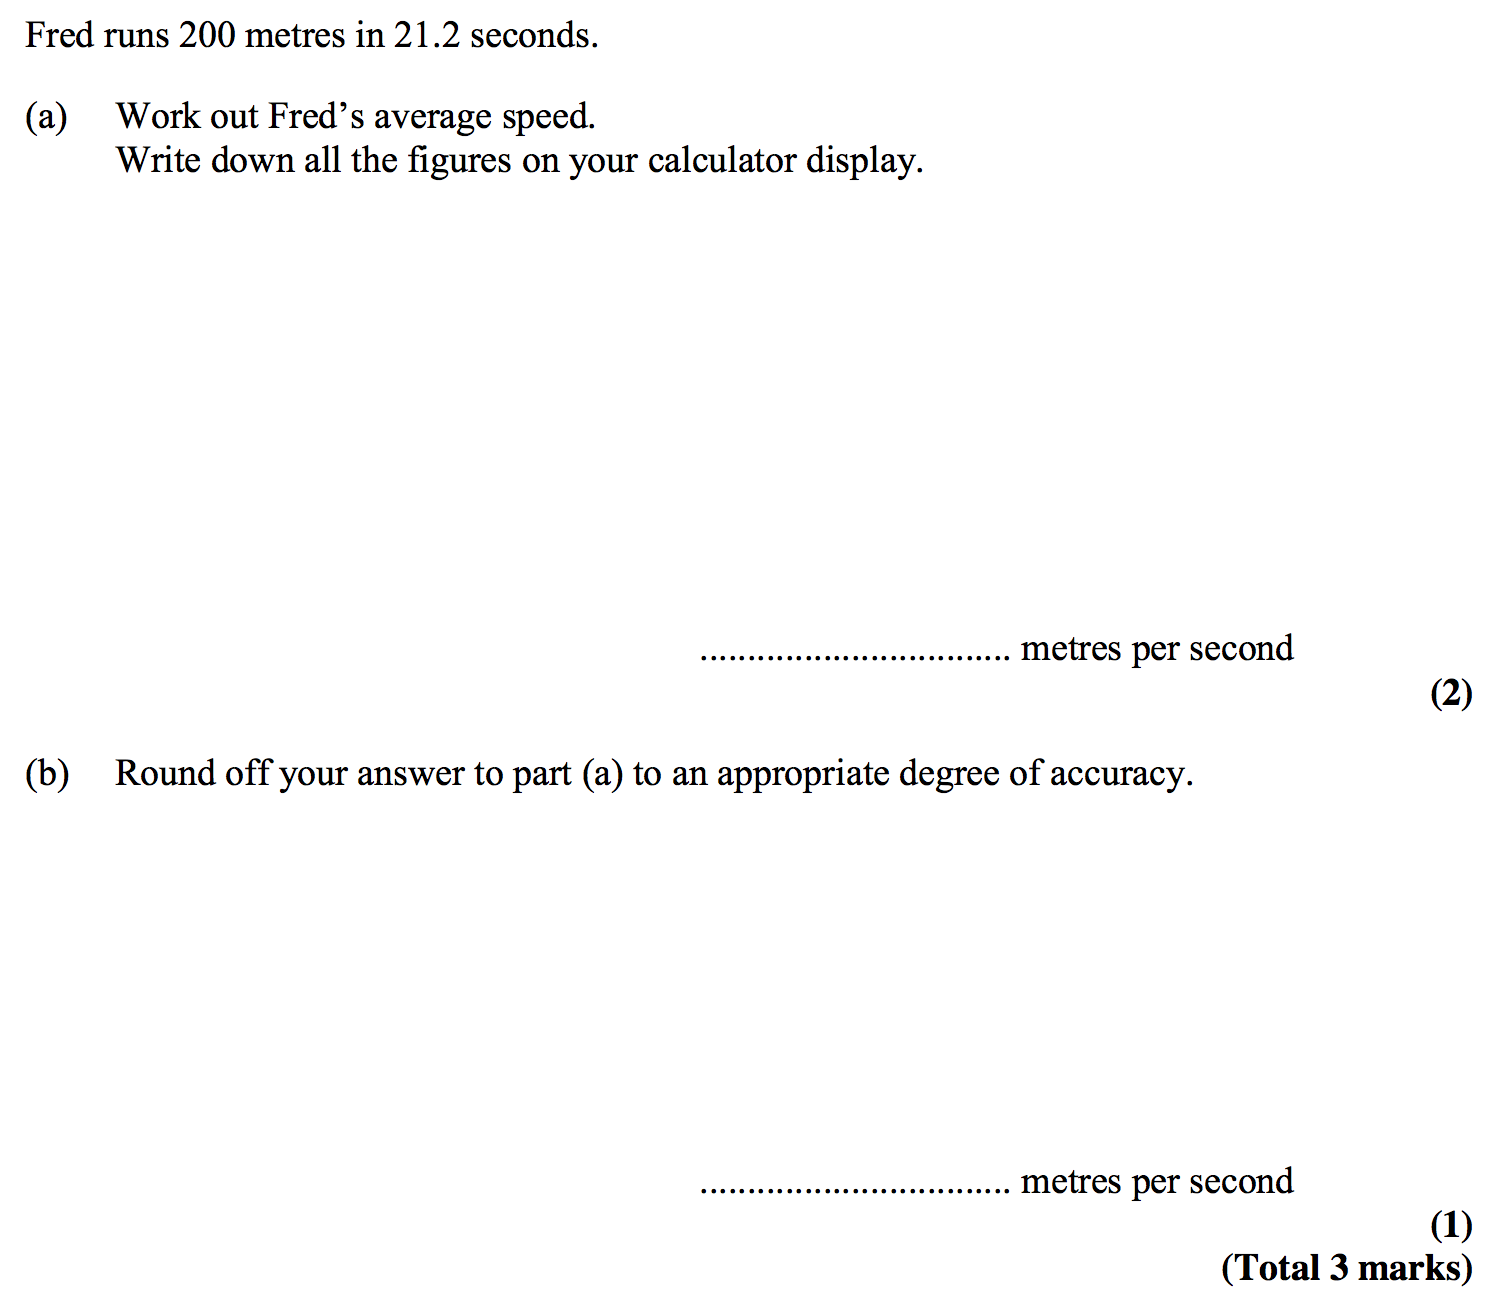 Fred runs 200 metres in 21.2 seconds.
(a) Work out Fred’s average speed.
Write down all the figures on your calculator display.
................................. metres per second
(2)
(b) Round off your answer to part (a) to an appropriate degree of accuracy.
................................. metres per second
(1)
(Total 3 marks)